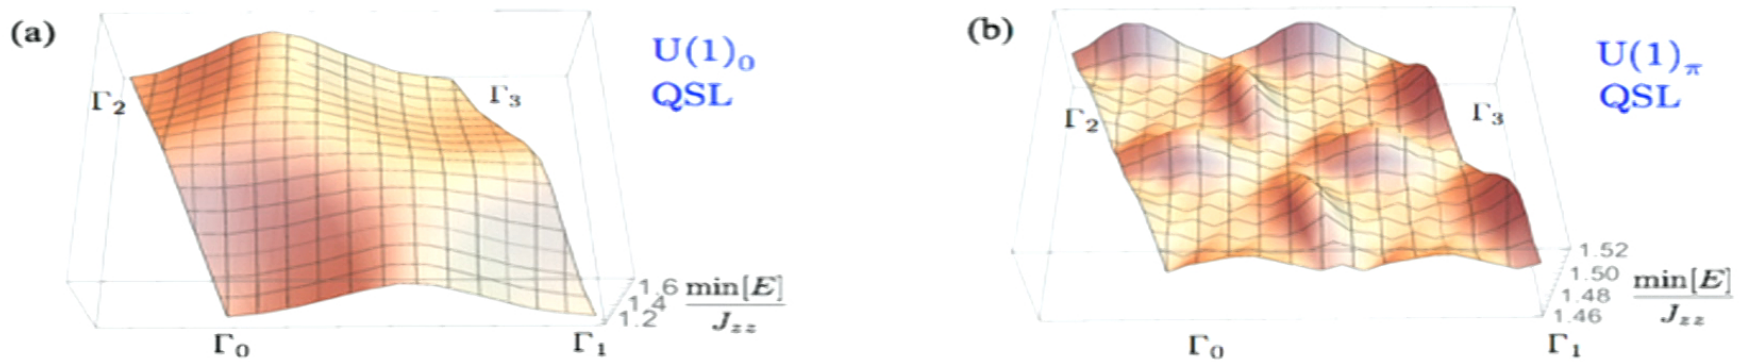 (a)
U(1)₀
QSL
Γ₂
Γ₃
1.6
1.4
1.2
min[E]
J_zz
Γ₀
Γ₁
(b)
U(1)_π
QSL
Γ₂
Γ₃
1.52
1.50
1.48
1.46
min[E]
J_zz
Γ₀
Γ₁